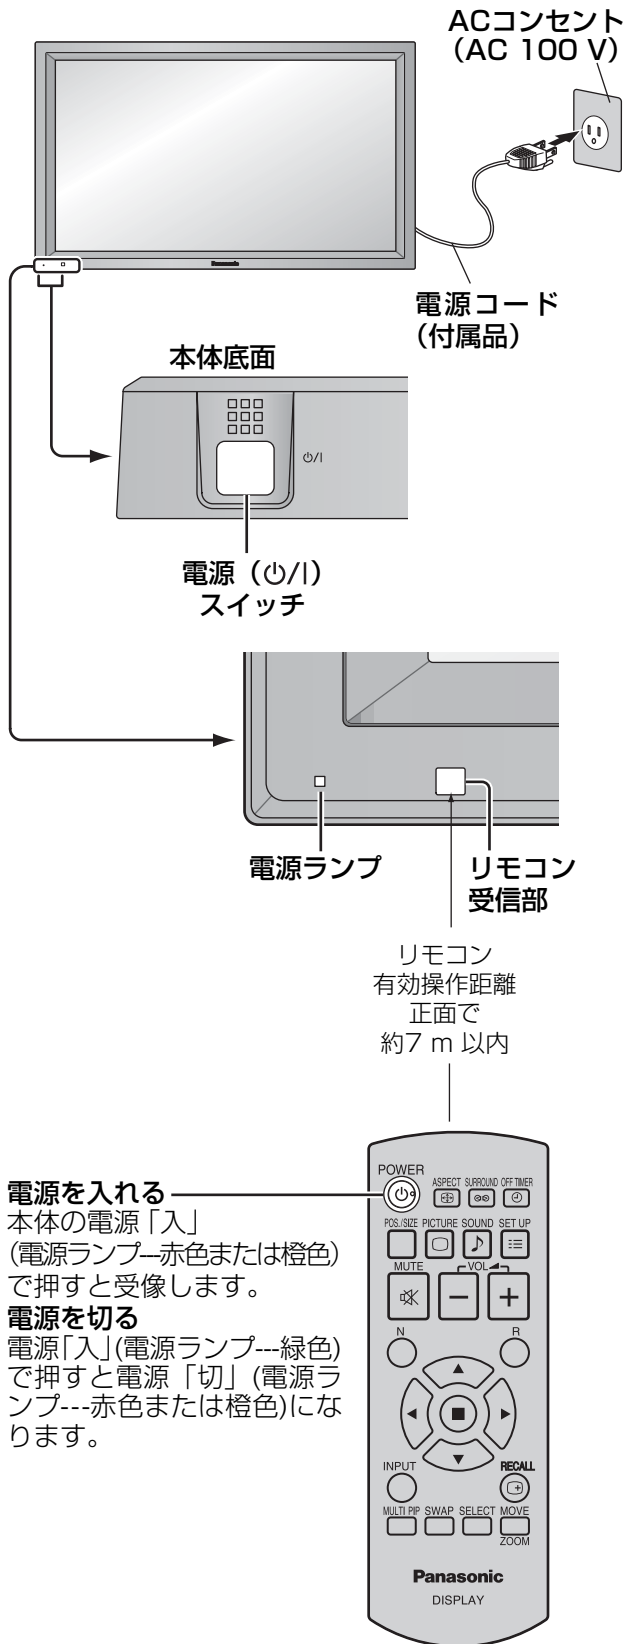 ACコンセント
（AC 100 V）
Panasonic
電源コード
（付属品）
本体底面
⏻/I
電源（⏻/I）
スイッチ
電源ランプ
リモコン
受信部
リモコン
有効操作距離
正面で
約7 m 以内
電源を入れる
本体の電源「入」
（電源ランプ---赤色または橙色）
で押すと受像します。
電源を切る
電源「入」(電源ランプ---緑色)
で押すと電源「切」(電源ラ
ンプ---赤色または橙色)にな
ります。
POWER
ASPECT SURROUND OFF TIMER
POS./SIZE PICTURE SOUND SET UP
MUTE VOL
N R
INPUT RECALL
MULTI PIP SWAP SELECT MOVE
ZOOM
Panasonic
DISPLAY